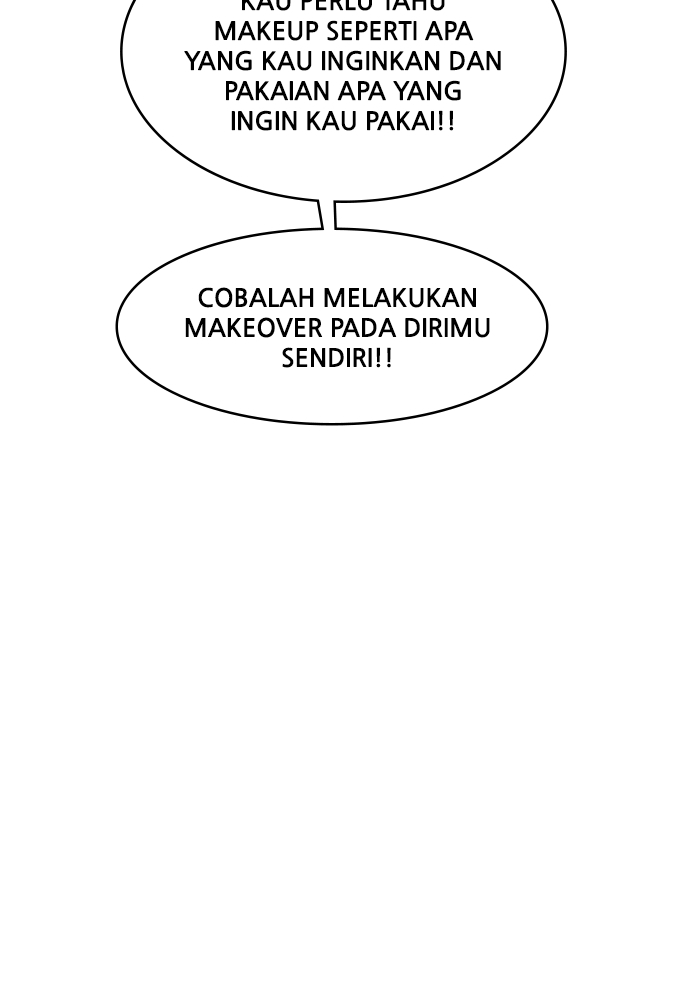 KAU PERLU TAHU
MAKEUP SEPERTI APA
YANG KAU INGINKAN DAN
PAKAIAN APA YANG
INGIN KAU PAKAI!!
COBALAH MELAKUKAN
MAKEOVER PADA DIRIMU
SENDIRI!!